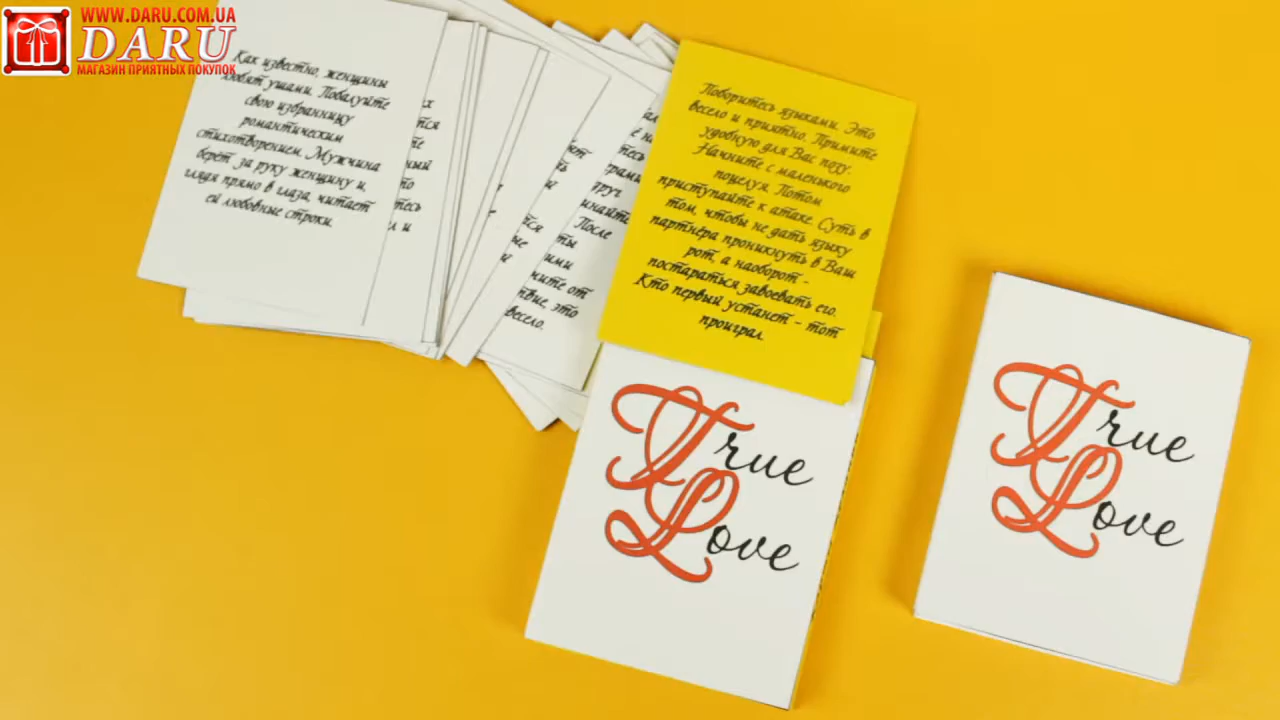 WWW.DARU.COM.UA
DARU
МАГАЗИН ПРИЯТНЫХ ПОКУПОК
Как известно, женщины
любят ушами. Побалуйте
свою избранницу
романтическим
стихотворением. Мужчина
берёт за руку женщину и,
глядя прямо в глаза, читает
ей любовные строки.
Поборитесь языками. Это
весело и приятно. Примите
удобную для Вас позу.
Начните с маленького
поцелуя. Потом
приступайте к атаке. Суть в
том, чтобы не дать языку
партнёра проникнуть в Ваш
рот, а наоборот -
постараться завоевать его.
Кто первый устанет - тот
проиграл.
True
Love
True
Love